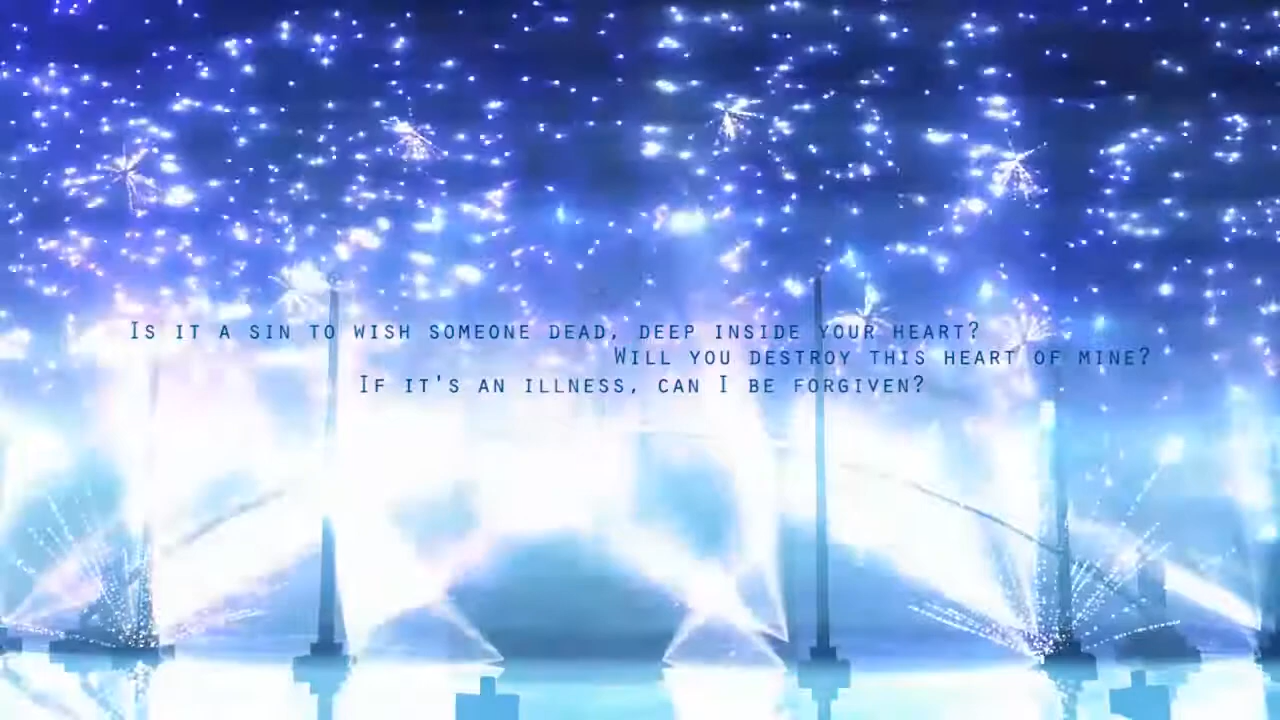 Is it a sin to wish someone dead, deep inside your heart?
Will you destroy this heart of mine?
If it's an illness, can I be forgiven?